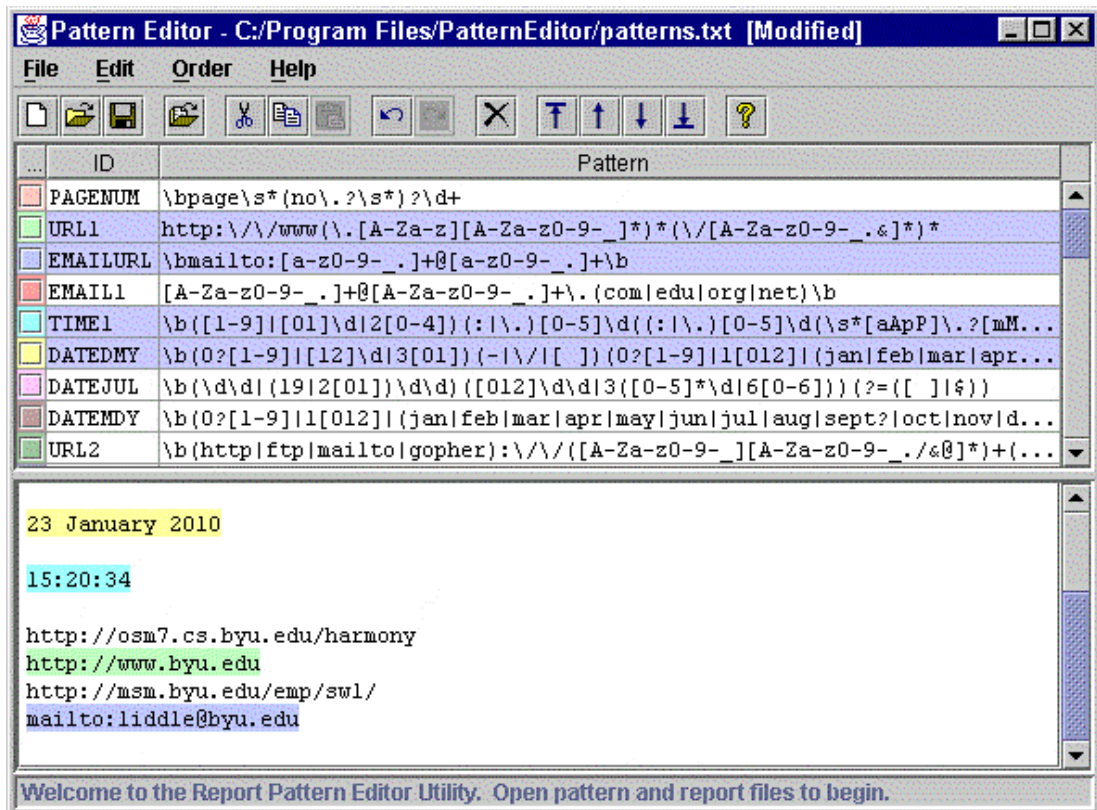 Pattern Editor - C:/Program Files/PatternEditor/patterns.txt [Modified]
File Edit Order Help
... ID Pattern
PAGENUM \bpage\s*(no\.?\s*)?\d+
URL1 http:\/\/www(\.[A-Za-z][A-Za-z0-9-_]*)*(\/[A-Za-z0-9-_.&]*)*
EMAILURL \bmailto:[a-z0-9-_.]+@[a-z0-9-_.]+\b
EMAIL1 [A-Za-z0-9-_.]+@[A-Za-z0-9-_.]+\.(com|edu|org|net)\b
TIME1 \b([1-9]|[01]\d|2[0-4])(:|\.)[0-5]\d((:|\.)[0-5]\d(\s*[aApP]\.?[mM...
DATEDMY \b(0?[1-9]|[12]\d|3[01])(-|\/|[ ])(0?[1-9]|1[012]|(jan|feb|mar|apr...
DATEJUL \b(\d\d|(19|2[01])\d\d)([012]\d\d|3([0-5]*\d|6[0-6]))(?=([ ]|$))
DATEMDY \b(0?[1-9]|1[012]|(jan|feb|mar|apr|may|jun|jul|aug|sept?|oct|nov|d...
URL2 \b(http|ftp|mailto|gopher):\/\/([A-Za-z0-9-_][A-Za-z0-9-_./&@]*)+(...
23 January 2010
15:20:34
http://osm7.cs.byu.edu/harmony
http://www.byu.edu
http://msm.byu.edu/emp/swl/
mailto:liddle@byu.edu
Welcome to the Report Pattern Editor Utility. Open pattern and report files to begin.